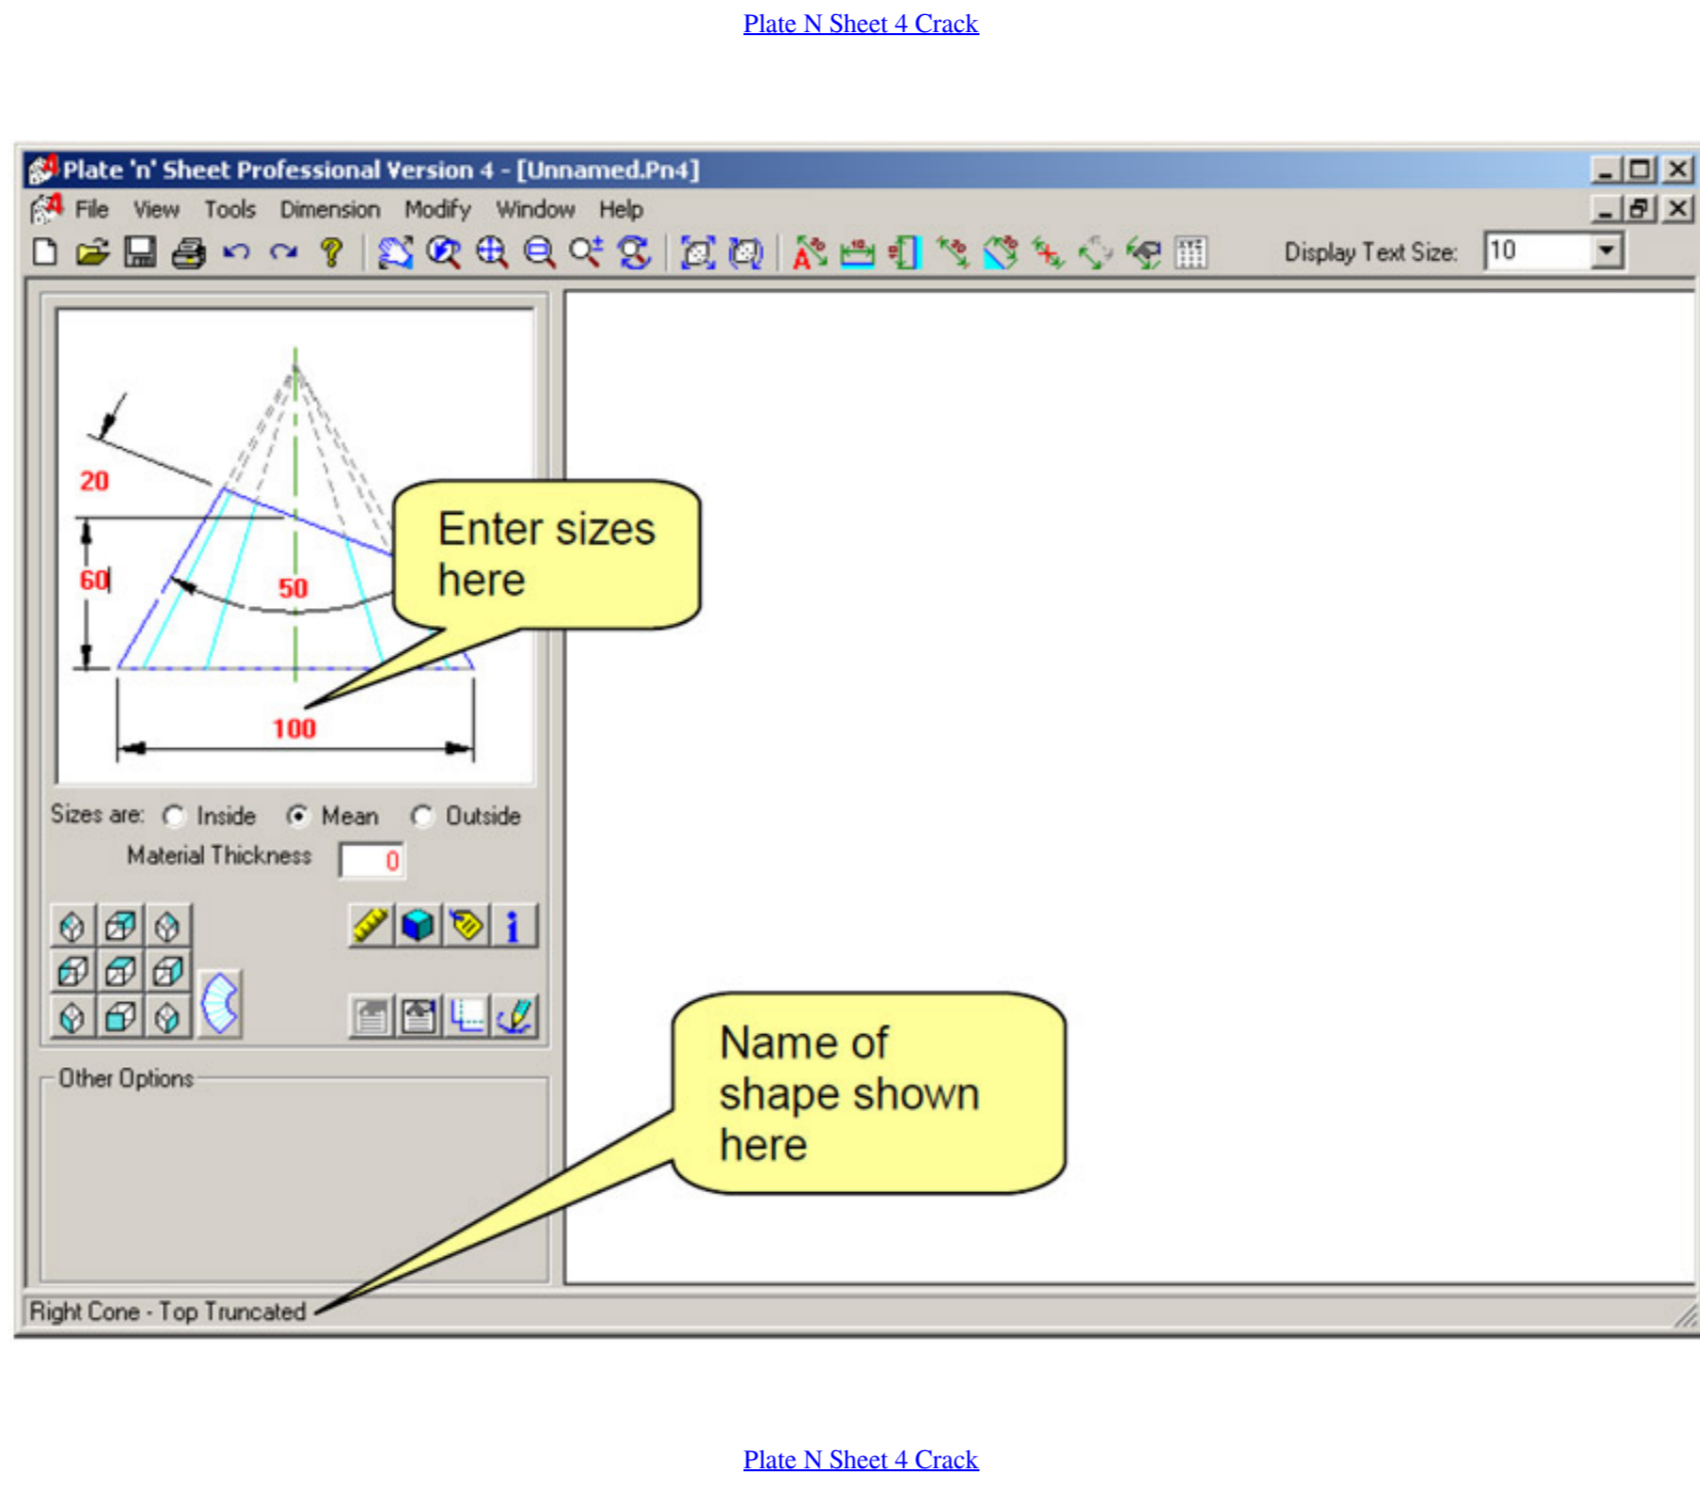 Plate N Sheet 4 Crack
Plate 'n' Sheet Professional Version 4 - [Unnamed.Pn4]
File View Tools Dimension Modify Window Help
Display Text Size: 10
20
Enter sizes
here
60
50
100
Sizes are: Inside Mean Outside
Material Thickness 0
Name of
shape shown
here
Other Options
Right Cone - Top Truncated
Plate N Sheet 4 Crack